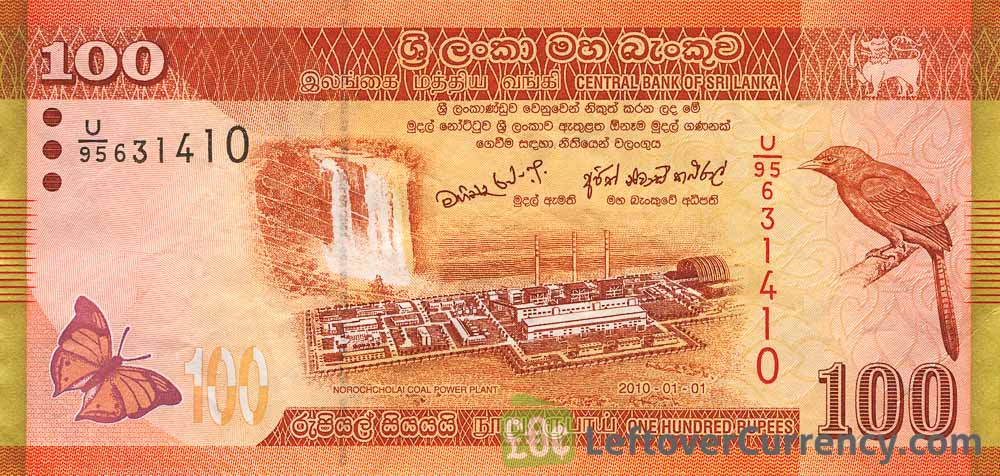 100
ශ්‍රී ලංකා මහ බැංකුව
இலங்கை மத்திய வங்கி CENTRAL BANK OF SRI LANKA
ශ්‍රී ලංකාණ්ඩුව වෙනුවෙන් නිකුත් කරන ලද මේ
මුදල් නෝට්ටුව ශ්‍රී ලංකාව ඇතුළත ඕනෑම මුදල් ගණනක්
ගෙවීම සඳහා නීතියෙන් වලංගුය
U/95 631410
U/95 631410
මුදල් ඇමති
මහ බැංකුවේ අධිපති
100
NOROCHCHOLAI COAL POWER PLANT
2010-01-01
100
රුපියල් සියයයි
ONE HUNDRED RUPEES
£$€
LeftoverCurrency.com